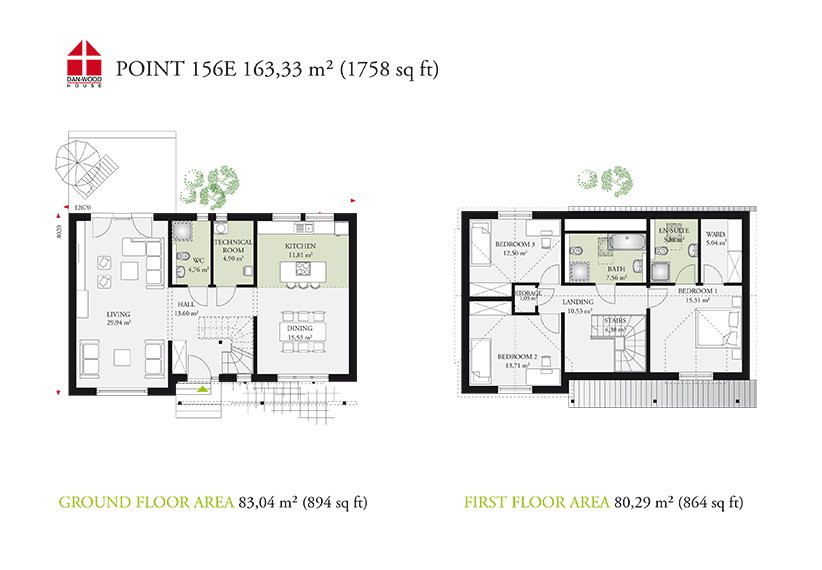 DAN-WOOD
HOUSE
POINT 156E 163,33 m² (1758 sq ft)
12670
8020
WC
4,76 m²
TECHNICAL
ROOM
4,90 m²
KITCHEN
11,81 m²
HALL
13,60 m²
LIVING
29,94 m²
DINING
15,53 m²
BEDROOM 3
12,50 m²
BATH
7,56 m²
EN-SUITE
WARD.
5,04 m²
STORAGE
1,05 m²
LANDING
10,53 m²
BEDROOM 1
15,31 m²
STAIRS
4,38 m²
BEDROOM 2
13,71 m²
GROUND FLOOR AREA 83,04 m² (894 sq ft)
FIRST FLOOR AREA 80,29 m² (864 sq ft)